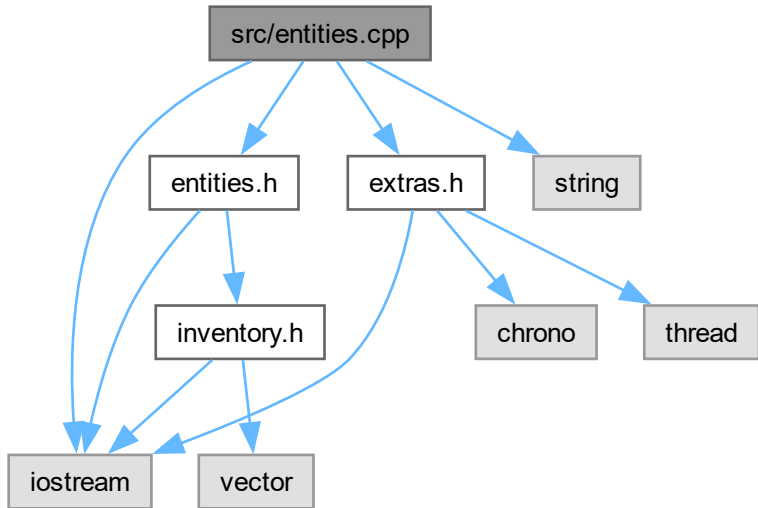 src/entities.cpp
entities.h
extras.h
string
inventory.h
chrono
thread
iostream
vector